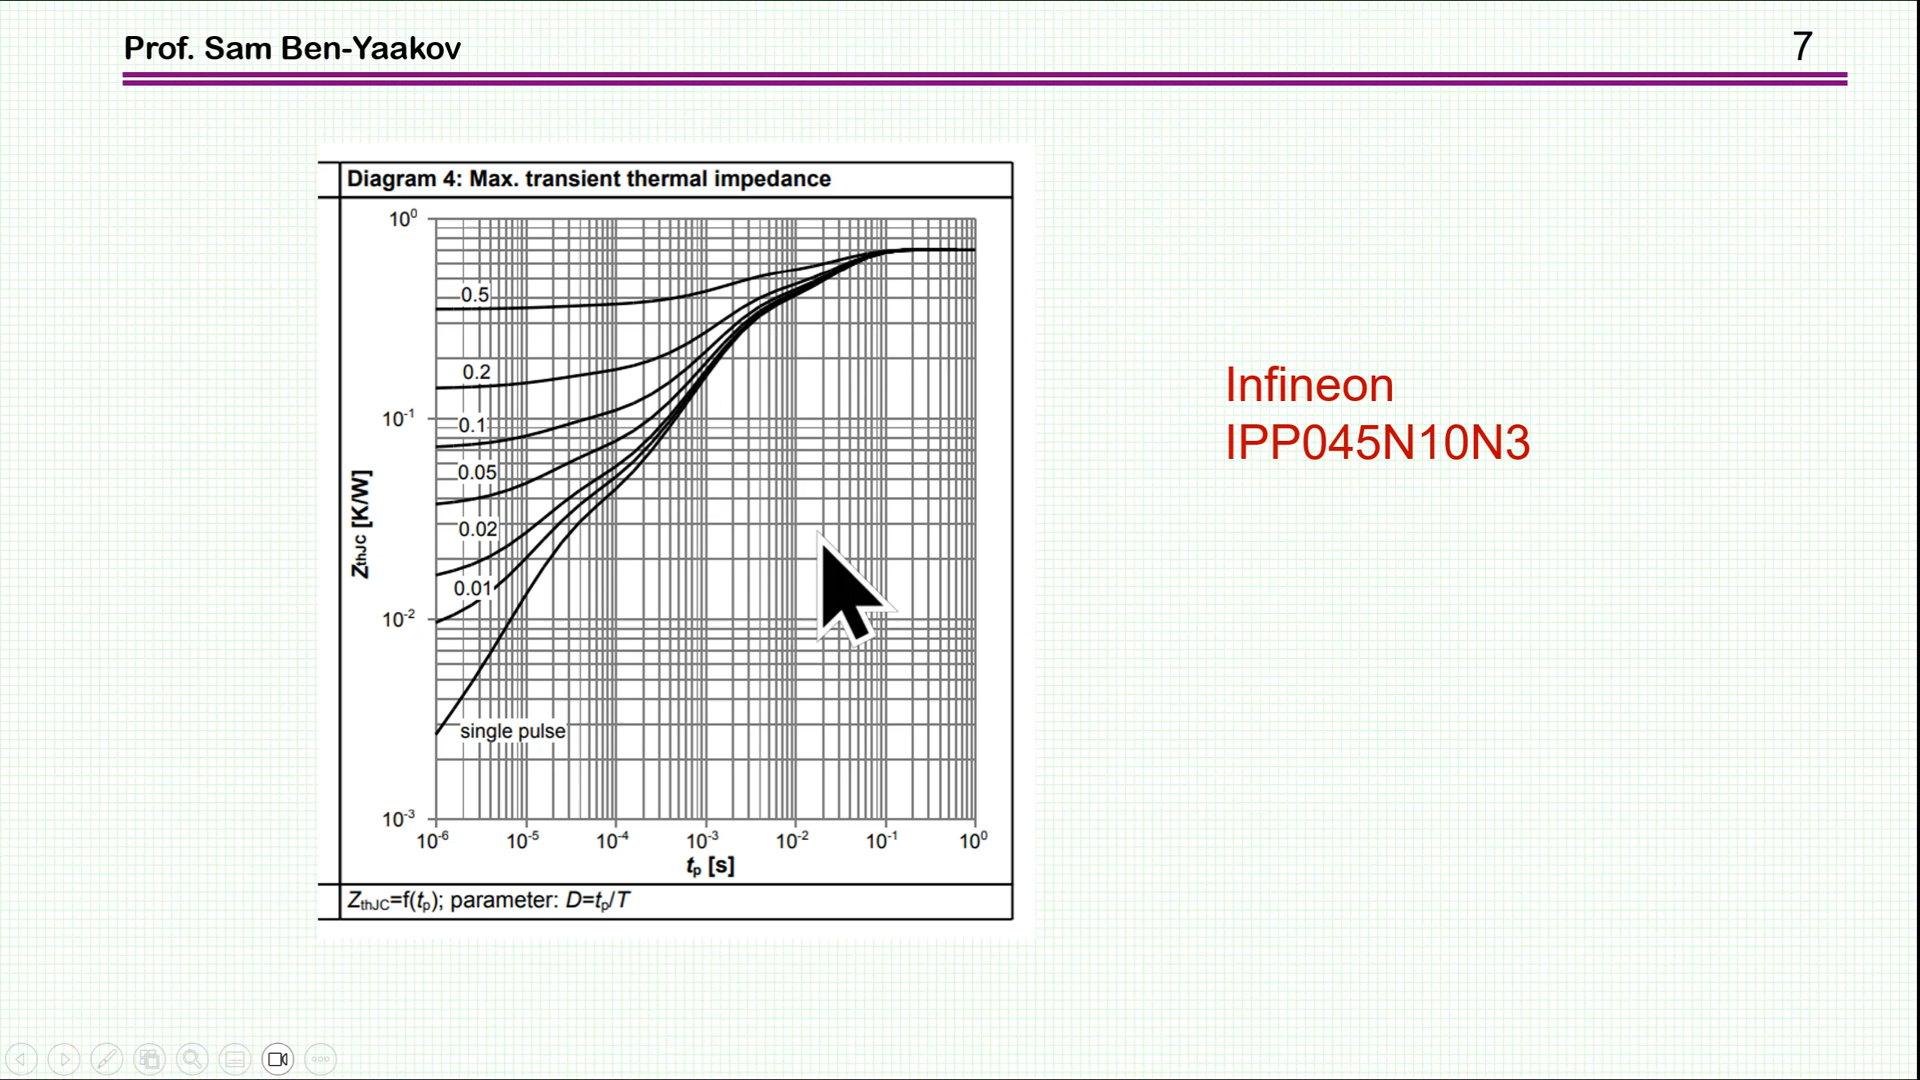 Prof. Sam Ben-Yaakov
7
Diagram 4: Max. transient thermal impedance
10⁰
0.5
0.2
10⁻¹
0.1
0.05
0.02
0.01
10⁻²
single pulse
10⁻³
ZthJC [K/W]
10⁻⁶ 10⁻⁵ 10⁻⁴ 10⁻³ 10⁻² 10⁻¹ 10⁰
tp [s]
ZthJC=f(tp); parameter: D=tp/T
Infineon
IPP045N10N3